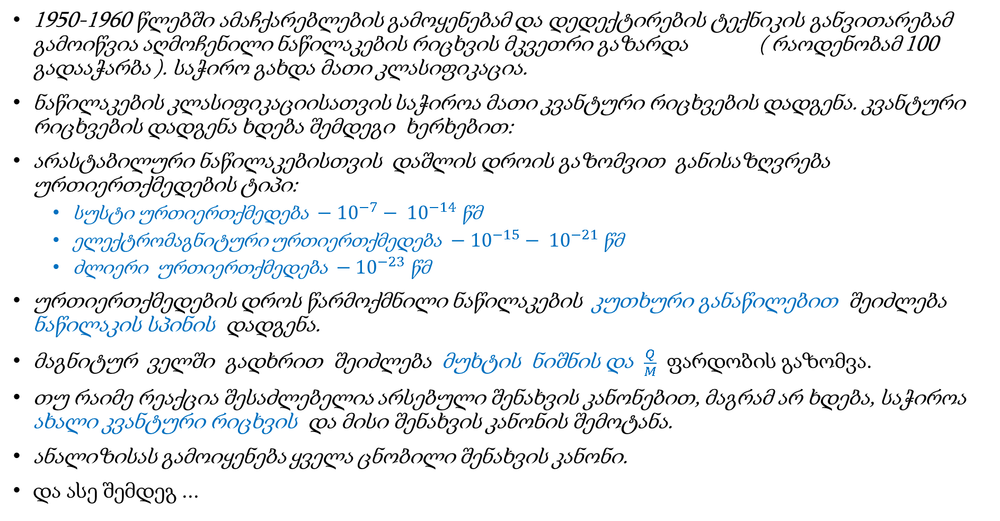 • 1950-1960 წლებში ამაჩქარებლების გამოყენებამ და დედექტირების ტექნიკის განვითარებამ
გამოიწვია აღმოჩენილი ნაწილაკების რიცხვის მკვეთრი გაზარდა ( რაოდენობამ 100
გადააჭარბა ). საჭირო გახდა მათი კლასიფიკაცია.
• ნაწილაკების კლასიფიკაციისათვის საჭიროა მათი კვანტური რიცხვების დადგენა. კვანტური
რიცხვების დადგენა ხდება შემდეგი ხერხებით:
• არასტაბილური ნაწილაკებისთვის დაშლის დროის გაზომვით განისაზღვრება
ურთიერთქმედების ტიპი:
• სუსტი ურთიერთქმედება − 10⁻⁷ − 10⁻¹⁴ წმ
• ელექტრომაგნიტური ურთიერთქმედება − 10⁻¹⁵ − 10⁻²¹ წმ
• ძლიერი ურთიერთქმედება − 10⁻²³ წმ
• ურთიერთქმედების დროს წარმოქმნილი ნაწილაკების კუთხური განაწილებით შეიძლება
ნაწილაკის სპინის დადგენა.
• მაგნიტურ ველში გადხრით შეიძლება მუხტის ნიშნის და Q/M ფარდობის გაზომვა.
• თუ რაიმე რეაქცია შესაძლებელია არსებული შენახვის კანონებით, მაგრამ არ ხდება, საჭიროა
ახალი კვანტური რიცხვის და მისი შენახვის კანონის შემოტანა.
• ანალიზისას გამოიყენება ყველა ცნობილი შენახვის კანონი.
• და ასე შემდეგ ...